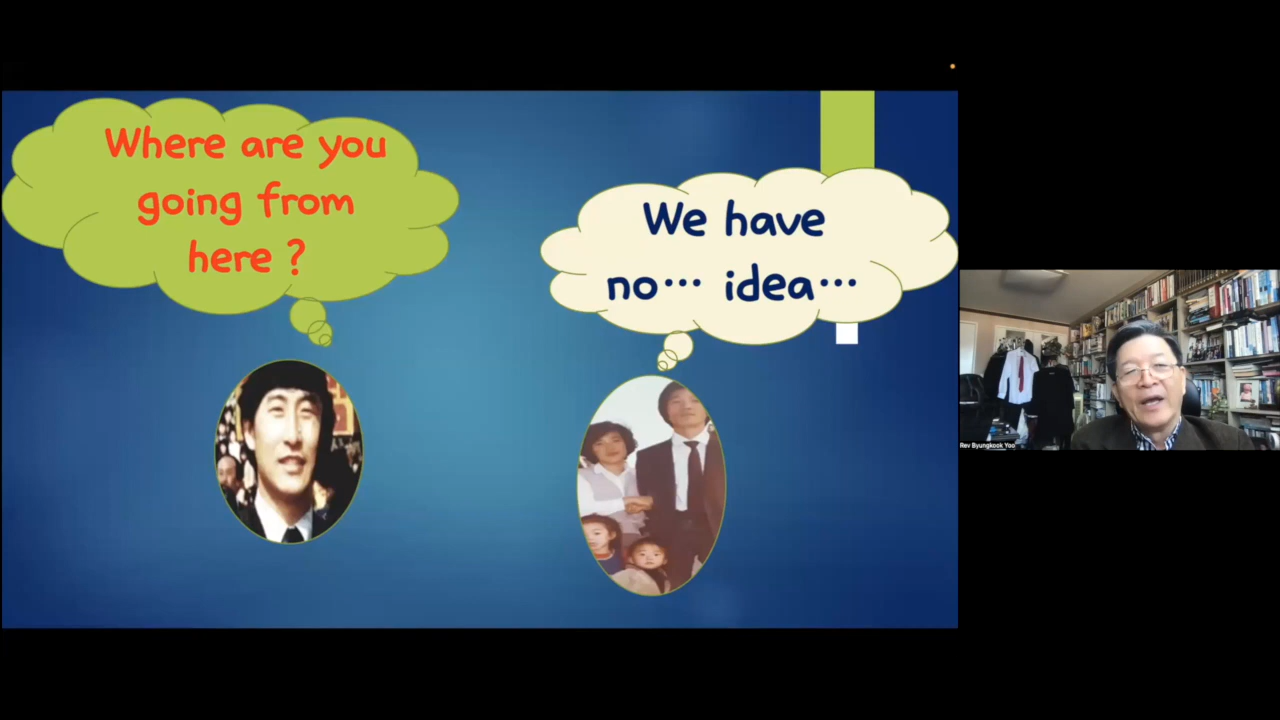 Where are you
going from
here ?
We have
no… idea…
Rev Byungkook Yoo